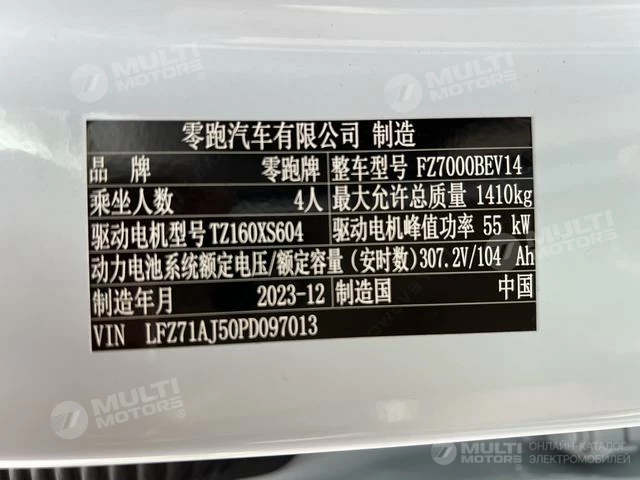 MULTI MOTORS®
MULTI MOTORS®
零跑汽车有限公司 制造
品 牌 零跑牌 整车型号 FZ7000BEV14
乘坐人数 4人 最大允许总质量 1410kg
驱动电机型号 TZ160XS604 驱动电机峰值功率 55 kW
动力电池系统额定电压/额定容量(安时数) 307.2V/104 Ah
制造年月 2023-12 制造国 中国
VIN LFZ71AJ50PD097013
MULTI MOTORS®
MULTI MOTORS®
MULTI MOTORS
ОНЛАЙН-КАТАЛОГ
ЭЛЕКТРОМОБИЛЕЙ